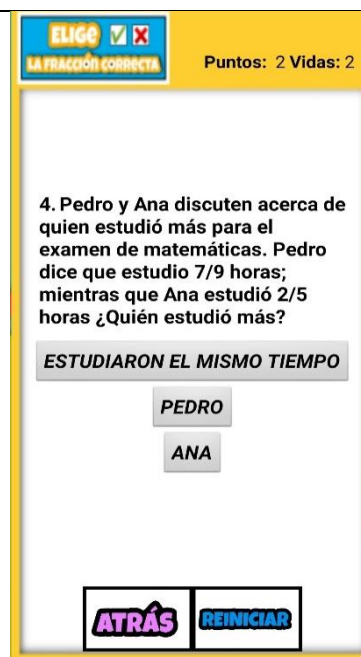 ELIGE
LA FRACCIÓN CORRECTA
Puntos: 2 Vidas: 2
4. Pedro y Ana discuten acerca de
quien estudió más para el
examen de matemáticas. Pedro
dice que estudio 7/9 horas;
mientras que Ana estudió 2/5
horas ¿Quién estudió más?
ESTUDIARON EL MISMO TIEMPO
PEDRO
ANA
ATRÁS
REINICIAR